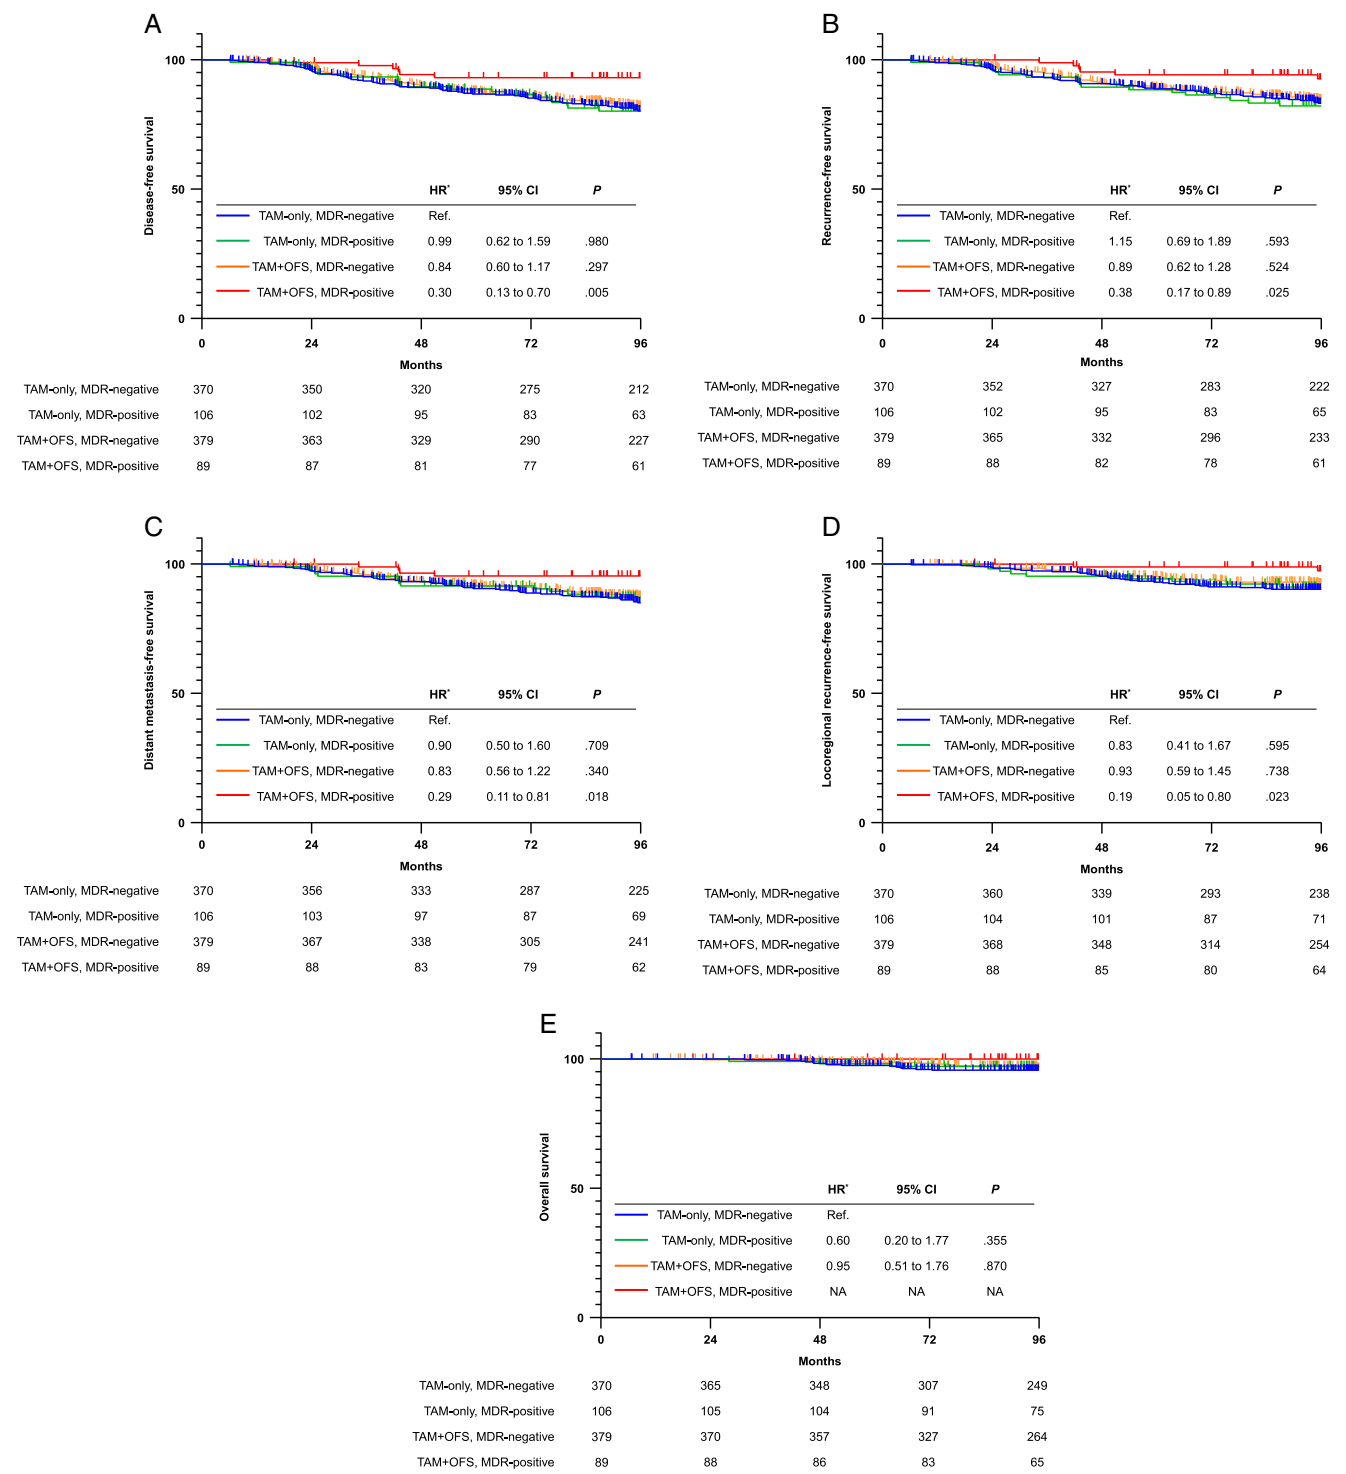 A
Disease-free survival
100
50
0
HR* 95% CI P
TAM-only, MDR-negative Ref.
TAM-only, MDR-positive 0.99 0.62 to 1.59 .980
TAM+OFS, MDR-negative 0.84 0.60 to 1.17 .297
TAM+OFS, MDR-positive 0.30 0.13 to 0.70 .005
0 24 48 72 96
Months
TAM-only, MDR-negative 370 350 320 275 212
TAM-only, MDR-positive 106 102 95 83 63
TAM+OFS, MDR-negative 379 363 329 290 227
TAM+OFS, MDR-positive 89 87 81 77 61
B
Recurrence-free survival
100
50
0
HR* 95% CI P
TAM-only, MDR-negative Ref.
TAM-only, MDR-positive 1.15 0.69 to 1.89 .593
TAM+OFS, MDR-negative 0.89 0.62 to 1.28 .524
TAM+OFS, MDR-positive 0.38 0.17 to 0.89 .025
0 24 48 72 96
Months
TAM-only, MDR-negative 370 352 327 283 222
TAM-only, MDR-positive 106 102 95 83 65
TAM+OFS, MDR-negative 379 365 332 296 233
TAM+OFS, MDR-positive 89 88 82 78 61
C
Distant metastasis-free survival
100
50
0
HR* 95% CI P
TAM-only, MDR-negative Ref.
TAM-only, MDR-positive 0.90 0.50 to 1.60 .709
TAM+OFS, MDR-negative 0.83 0.56 to 1.22 .340
TAM+OFS, MDR-positive 0.29 0.11 to 0.81 .018
0 24 48 72 96
Months
TAM-only, MDR-negative 370 356 333 287 225
TAM-only, MDR-positive 106 103 97 87 69
TAM+OFS, MDR-negative 379 367 338 305 241
TAM+OFS, MDR-positive 89 88 83 79 62
D
Locoregional recurrence-free survival
100
50
0
HR* 95% CI P
TAM-only, MDR-negative Ref.
TAM-only, MDR-positive 0.83 0.41 to 1.67 .595
TAM+OFS, MDR-negative 0.93 0.59 to 1.45 .738
TAM+OFS, MDR-positive 0.19 0.05 to 0.80 .023
0 24 48 72 96
Months
TAM-only, MDR-negative 370 360 339 293 238
TAM-only, MDR-positive 106 104 101 87 71
TAM+OFS, MDR-negative 379 368 348 314 254
TAM+OFS, MDR-positive 89 88 85 80 64
E
Overall survival
100
50
0
HR* 95% CI P
TAM-only, MDR-negative Ref.
TAM-only, MDR-positive 0.60 0.20 to 1.77 .355
TAM+OFS, MDR-negative 0.95 0.51 to 1.76 .870
TAM+OFS, MDR-positive NA NA NA
0 24 48 72 96
Months
TAM-only, MDR-negative 370 365 348 307 249
TAM-only, MDR-positive 106 105 104 91 75
TAM+OFS, MDR-negative 379 370 357 327 264
TAM+OFS, MDR-positive 89 88 86 83 65